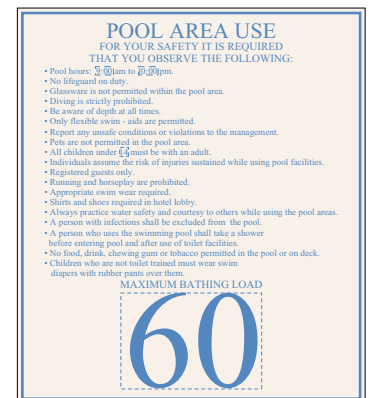 POOL AREA USE
FOR YOUR SAFETY IT IS REQUIRED
THAT YOU OBSERVE THE FOLLOWING:
• Pool hours: 9:00am to 10:00pm.
• No lifeguard on duty.
• Glassware is not permitted within the pool area.
• Diving is strictly prohibited.
• Be aware of depth at all times.
• Only flexible swim - aids are permitted.
• Report any unsafe conditions or violations to the management.
• Pets are not permitted in the pool area.
• All children under 14 must be with an adult.
• Individuals assume the risk of injuries sustained while using pool facilities.
• Registered guests only.
• Running and horseplay are prohibited.
• Appropriate swim wear required.
• Shirts and shoes required in hotel lobby.
• Always practice water safety and courtesy to others while using the pool areas.
• A person with infections shall be excluded from the pool.
• A person who uses the swimming pool shall take a shower
before entering pool and after use of toilet facilities.
• No food, drink, chewing gum or tobacco permitted in the pool or on deck.
• Children who are not toilet trained must wear swim
diapers with rubber pants over them.
MAXIMUM BATHING LOAD
60